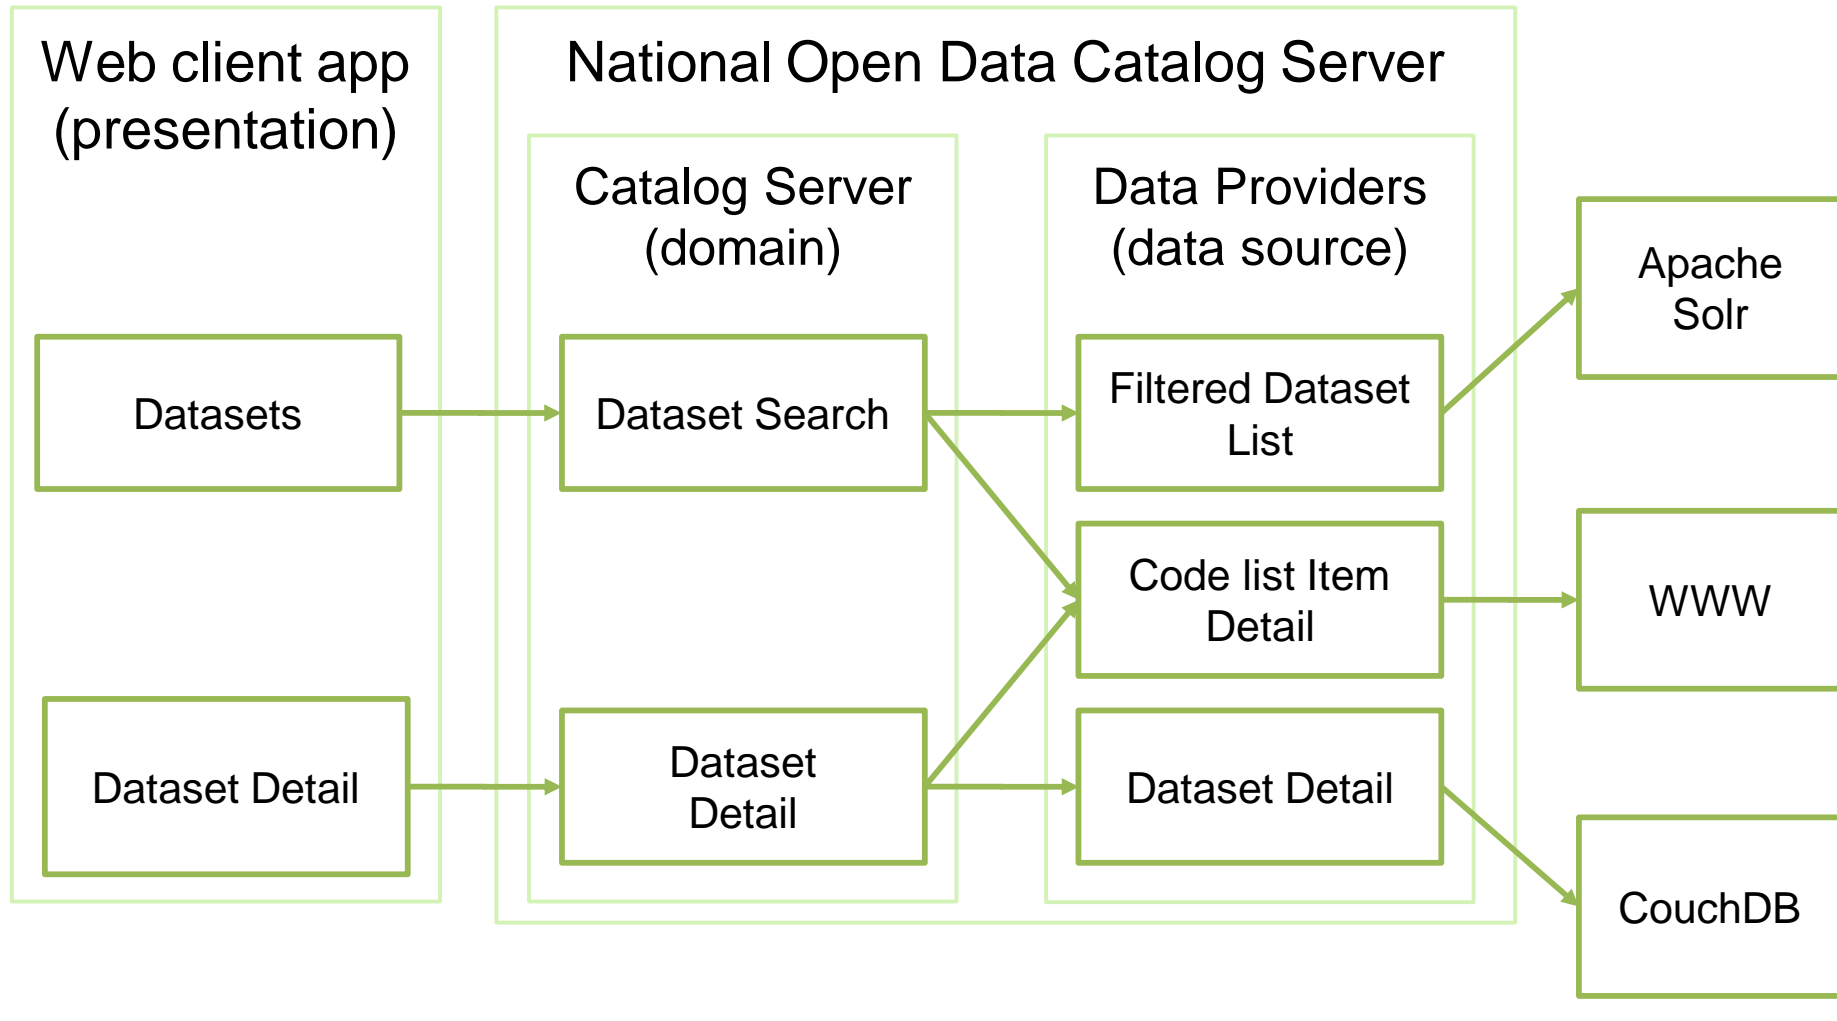 Web client app
(presentation)
National Open Data Catalog Server
Catalog Server
(domain)
Data Providers
(data source)
Apache
Solr
Datasets
Dataset Search
Filtered Dataset
List
Code list Item
Detail
WWW
Dataset Detail
Dataset
Detail
Dataset Detail
CouchDB